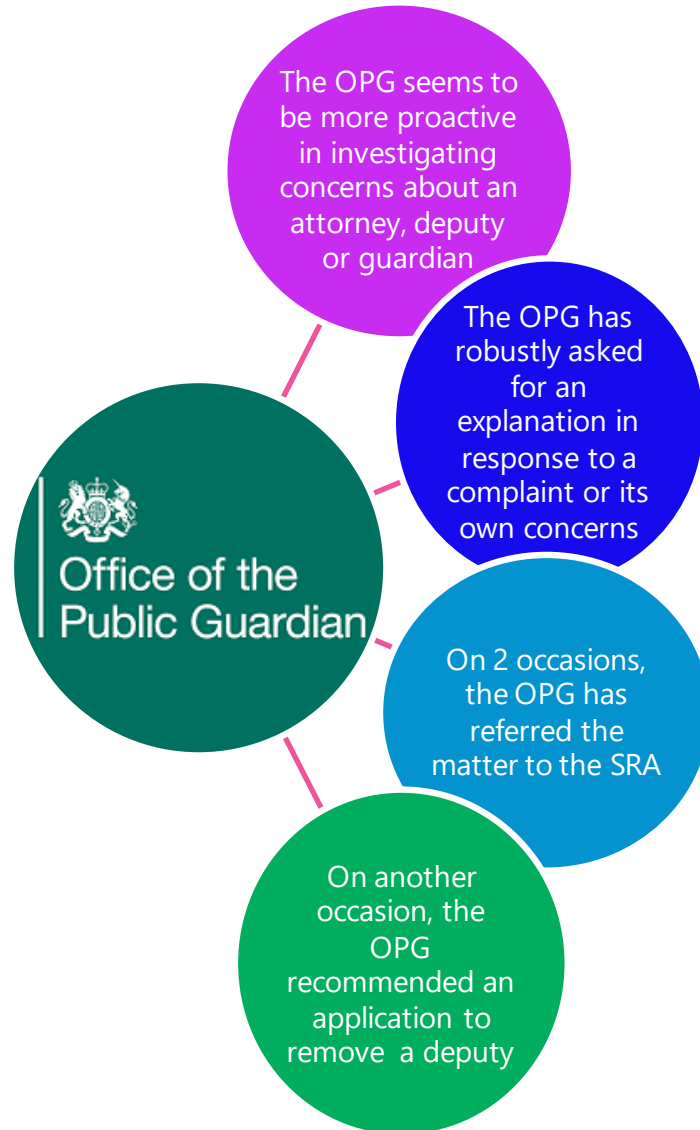 The OPG seems to
be more proactive
in investigating
concerns about an
attorney, deputy
or guardian
The OPG has
robustly asked
for an
explanation in
response to a
complaint or its
own concerns
Office of the
Public Guardian
On 2 occasions,
the OPG has
referred the
matter to the SRA
On another
occasion, the
OPG
recommended an
application to
remove a deputy